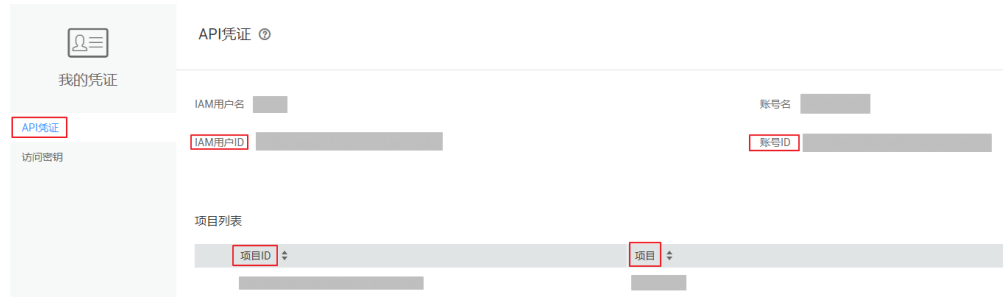 我的凭证
API凭证
访问密钥
API凭证 ?
IAM用户名
账号名
IAM用户ID
账号ID
项目列表
项目ID
项目